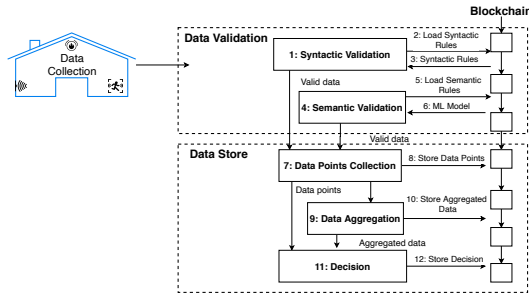 Blockchain
Data Validation
2: Load Syntactic
Rules
1: Syntactic Validation
3: Syntactic Rules
Data
Collection
Valid data
5: Load Semantic
Rules
4: Semantic Validation
6: ML Model
Valid data
Data Store
7: Data Points Collection
8: Store Data Points
Data points
10: Store Aggregated
Data
9: Data Aggregation
Aggregated data
11: Decision
12: Store Decision